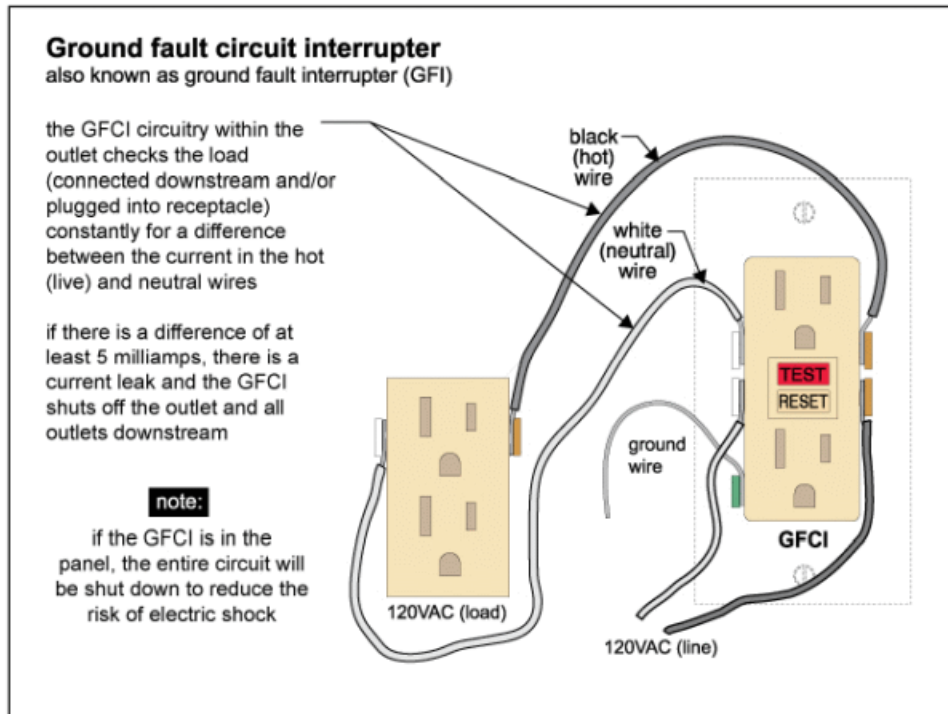 Ground fault circuit interrupter
also known as ground fault interrupter (GFI)
the GFCI circuitry within the
outlet checks the load
(connected downstream and/or
plugged into receptacle)
constantly for a difference
between the current in the hot
(live) and neutral wires
if there is a difference of at
least 5 milliamps, there is a
current leak and the GFCI
shuts off the outlet and all
outlets downstream
note:
if the GFCI is in the
panel, the entire circuit will
be shut down to reduce the
risk of electric shock
black
(hot)
wire
white
(neutral)
wire
TEST
RESET
ground
wire
GFCI
120VAC (load)
120VAC (line)